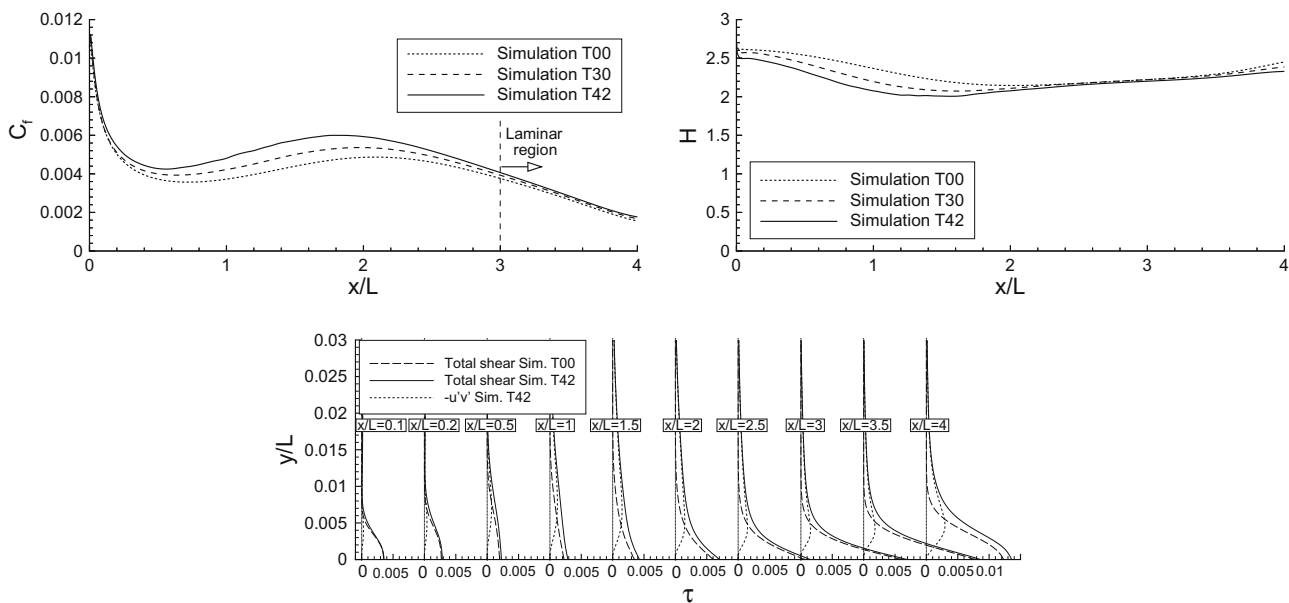 0.012
0.01
0.008
0.006
0.004
0.002
0
C_f
Simulation T00
Simulation T30
Simulation T42
Laminar
region
0 1 2 3 4
x/L
3
2.5
2
1.5
1
0.5
0
H
Simulation T00
Simulation T30
Simulation T42
0 1 2 3 4
x/L
0.03
0.025
0.02
0.015
0.01
0.005
0
y/L
Total shear Sim. T00
Total shear Sim. T42
-u'v' Sim. T42
x/L=0.1 x/L=0.2 x/L=0.5 x/L=1 x/L=1.5 x/L=2 x/L=2.5 x/L=3 x/L=3.5 x/L=4
0 0.005 0 0.005 0 0.005 0 0.005 0 0.005 0 0.005 0 0.005 0 0.005 0 0.005 0 0.005 0.01
τ